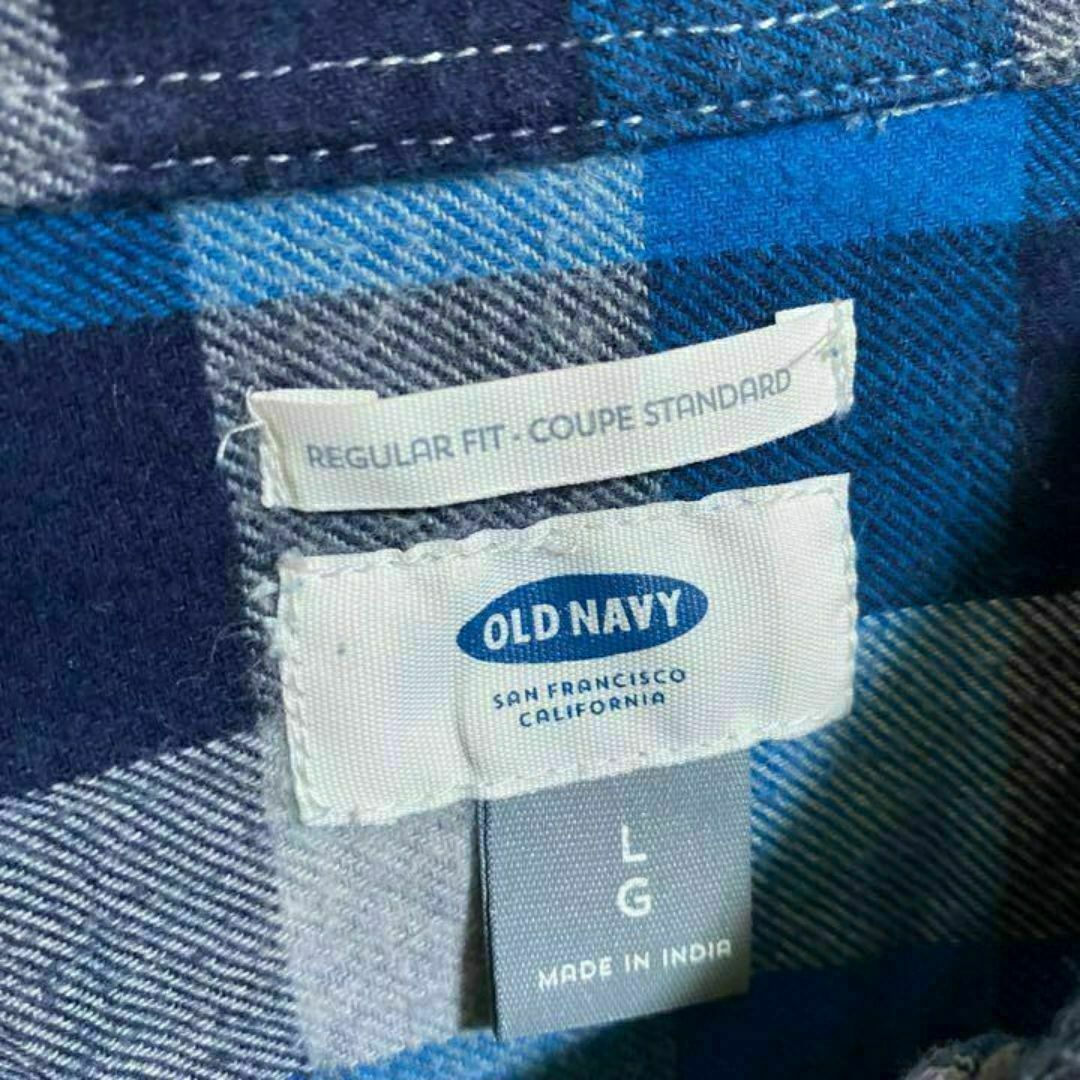 REGULAR FIT - COUPE STANDARD
OLD NAVY
SAN FRANCISCO
CALIFORNIA
L
G
MADE IN INDIA